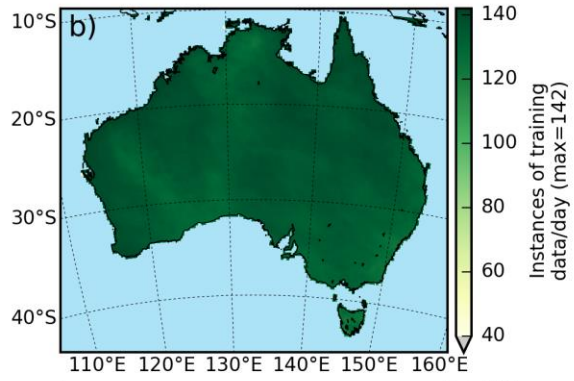 b)
10°S
20°S
30°S
40°S
110°E 120°E 130°E 140°E 150°E 160°E
140
120
100
80
60
40
Instances of training
data/day (max=142)